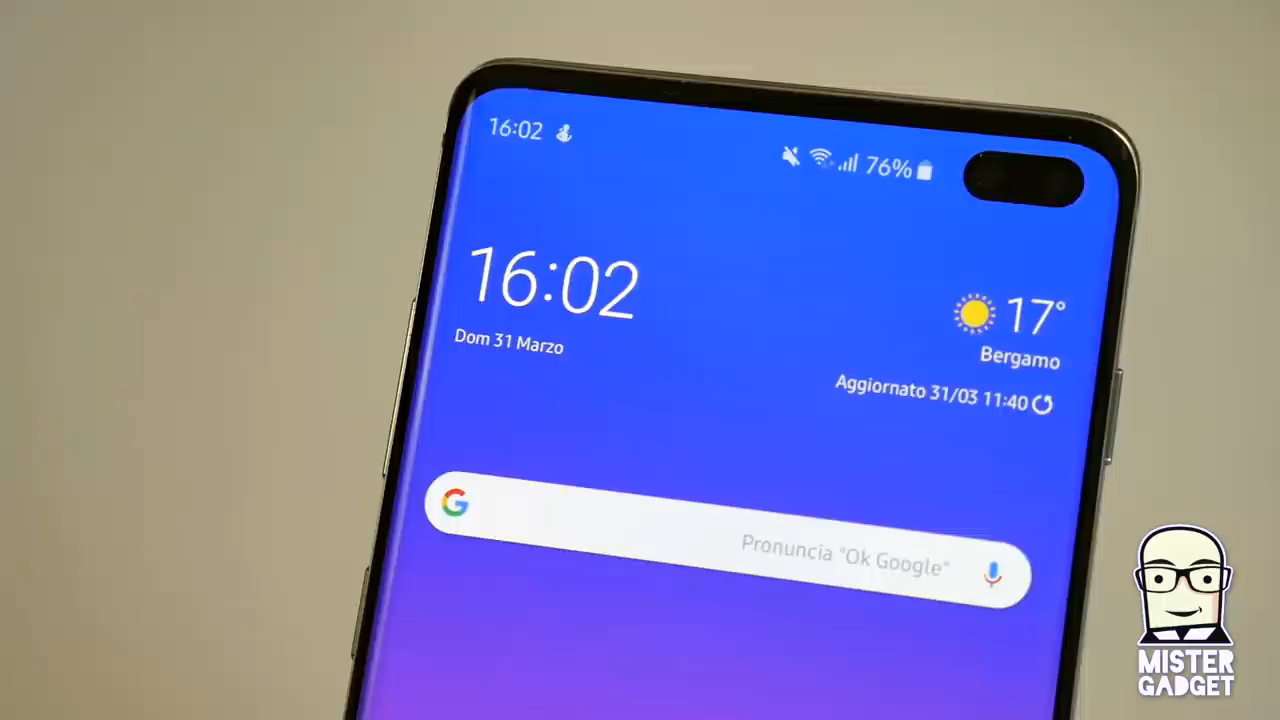 16:02
76%
16:02
Dom 31 Marzo
17°
Bergamo
Aggiornato 31/03 11:40
Pronuncia "Ok Google"
MISTER
GADGET